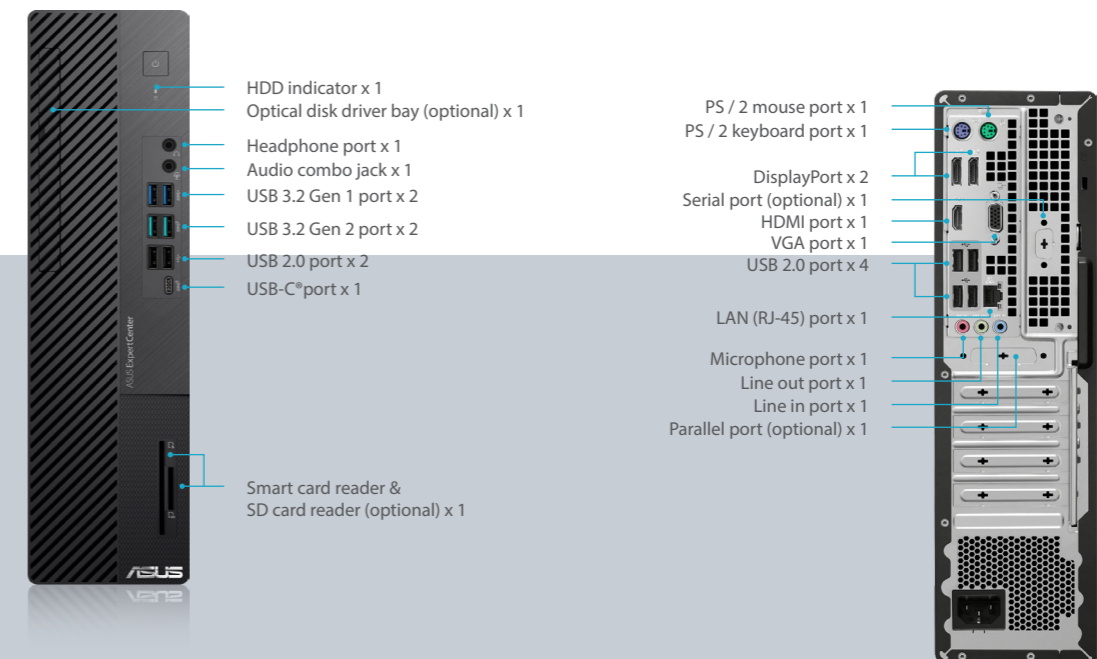 HDD indicator x 1
Optical disk driver bay (optional) x 1
Headphone port x 1
Audio combo jack x 1
USB 3.2 Gen 1 port x 2
USB 3.2 Gen 2 port x 2
USB 2.0 port x 2
USB-C®port x 1
ASUS ExpertCenter
Smart card reader &
SD card reader (optional) x 1
ASUS
PS / 2 mouse port x 1
PS / 2 keyboard port x 1
DisplayPort x 2
Serial port (optional) x 1
HDMI port x 1
VGA port x 1
USB 2.0 port x 4
LAN (RJ-45) port x 1
Microphone port x 1
Line out port x 1
Line in port x 1
Parallel port (optional) x 1